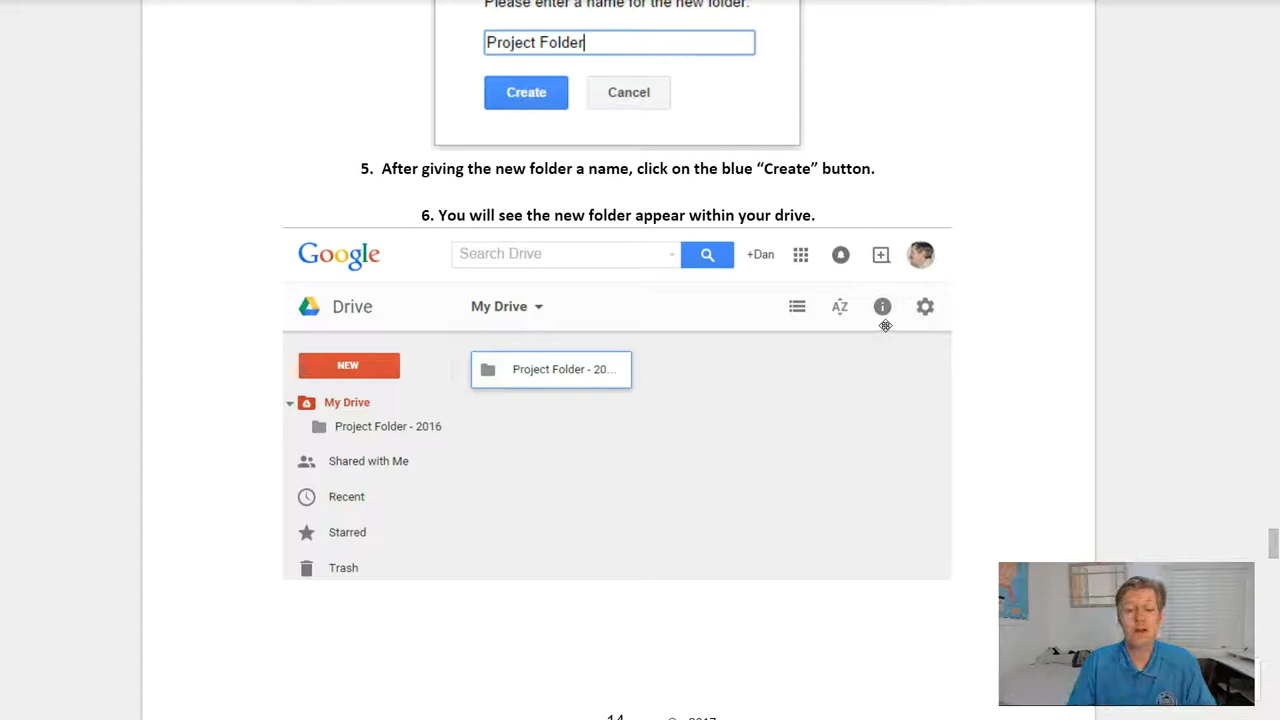 Please enter a name for the new folder.
Project Folder
Create Cancel
5. After giving the new folder a name, click on the blue “Create” button.
6. You will see the new folder appear within your drive.
Google Search Drive +Dan
Drive My Drive AZ
NEW Project Folder - 20...
My Drive
Project Folder - 2016
Shared with Me
Recent
Starred
Trash
14 2017